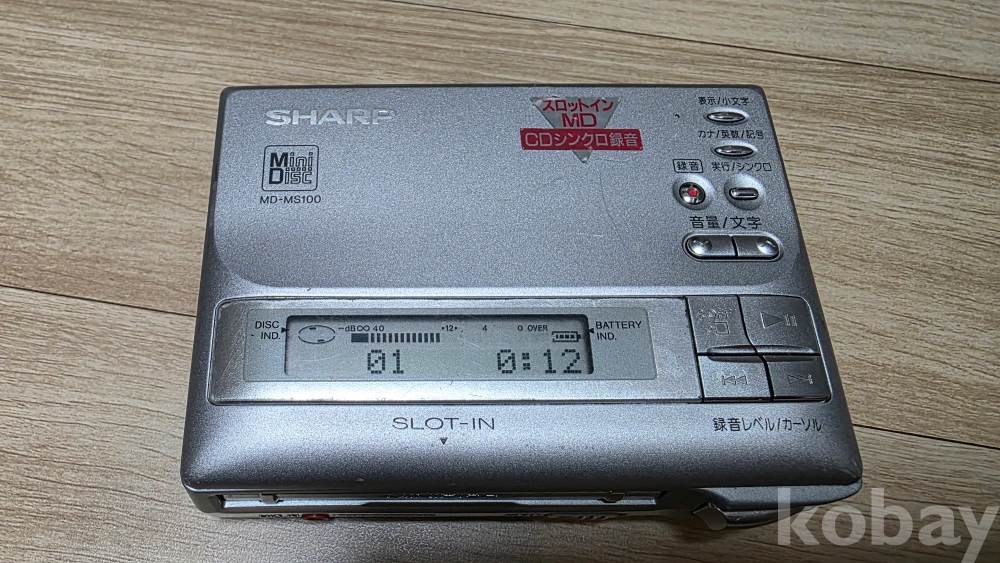 SHARP
スロットイン
MD
CDシンクロ録音
表示/小文字
カナ/英数/記号
録音 実行/シンクロ
音量/文字
Mini
Disc
MD-MS100
DISC
IND.
-dB ∞ 40 •12• 4 0 OVER
BATTERY
IND.
01 0:12
SLOT-IN
録音レベル/カーソル
kobay